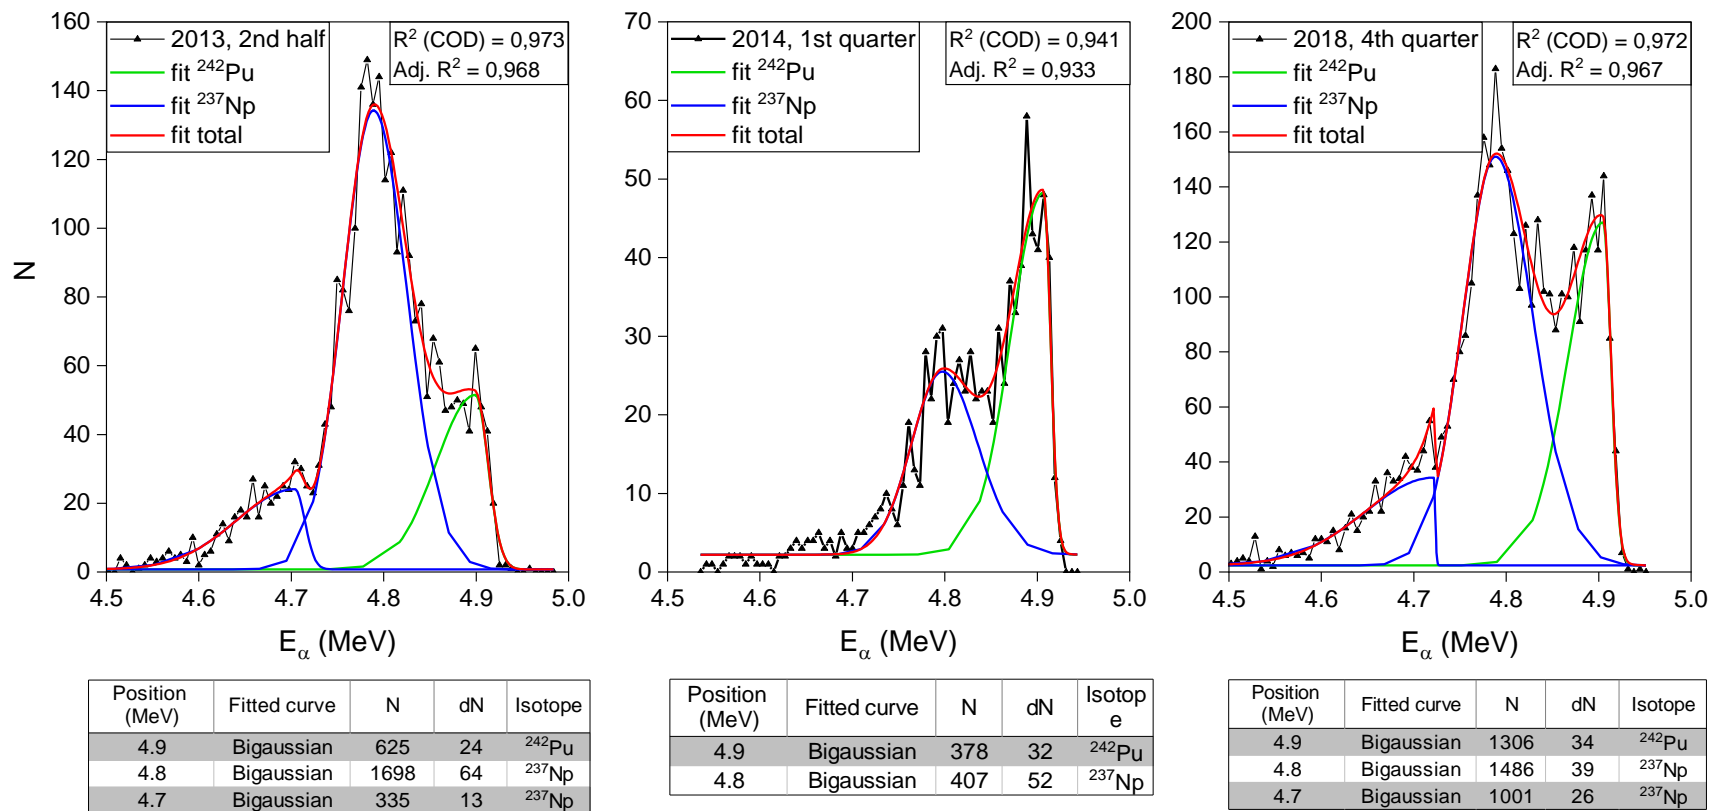 160
140
120
100
80
60
40
20
0
N
2013, 2nd half
fit ²⁴²Pu
fit ²³⁷Np
fit total
R² (COD) = 0,973
Adj. R² = 0,968
4.5 4.6 4.7 4.8 4.9 5.0
Eα (MeV)
70
60
50
40
30
20
10
0
2014, 1st quarter
fit ²⁴²Pu
fit ²³⁷Np
fit total
R² (COD) = 0,941
Adj. R² = 0,933
4.5 4.6 4.7 4.8 4.9 5.0
Eα (MeV)
200
180
160
140
120
100
80
60
40
20
0
2018, 4th quarter
fit ²⁴²Pu
fit ²³⁷Np
fit total
R² (COD) = 0,972
Adj. R² = 0,967
4.5 4.6 4.7 4.8 4.9 5.0
Eα (MeV)
Position (MeV) Fitted curve N dN Isotope
4.9 Bigaussian 625 24 ²⁴²Pu
4.8 Bigaussian 1698 64 ²³⁷Np
4.7 Bigaussian 335 13 ²³⁷Np
Position (MeV) Fitted curve N dN Isotop
e
4.9 Bigaussian 378 32 ²⁴²Pu
4.8 Bigaussian 407 52 ²³⁷Np
Position (MeV) Fitted curve N dN Isotope
4.9 Bigaussian 1306 34 ²⁴²Pu
4.8 Bigaussian 1486 39 ²³⁷Np
4.7 Bigaussian 1001 26 ²³⁷Np